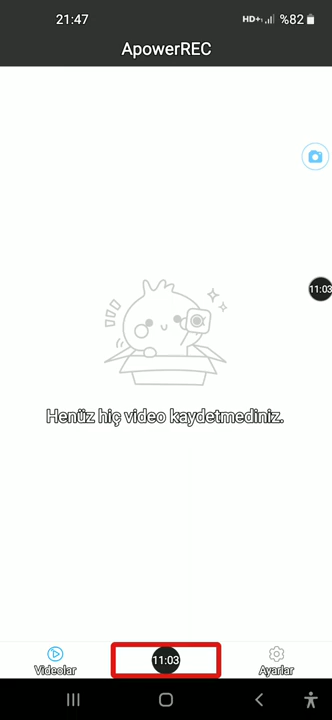 21:47
HD+ %82
ApowerREC
11:03
Henüz hiç video kaydetmediniz.
Videolar
11:03
Ayarlar